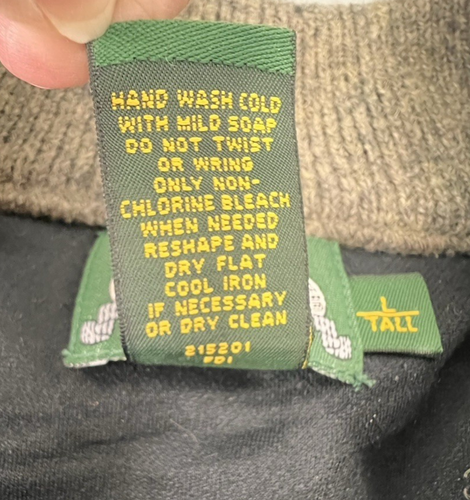 HAND WASH COLD
WITH MILD SOAP
DO NOT TWIST
OR WRING
ONLY NON-
CHLORINE BLEACH
WHEN NEEDED
RESHAPE AND
DRY FLAT
COOL IRON
IF NECESSARY
OR DRY CLEAN
215201
L
TALL